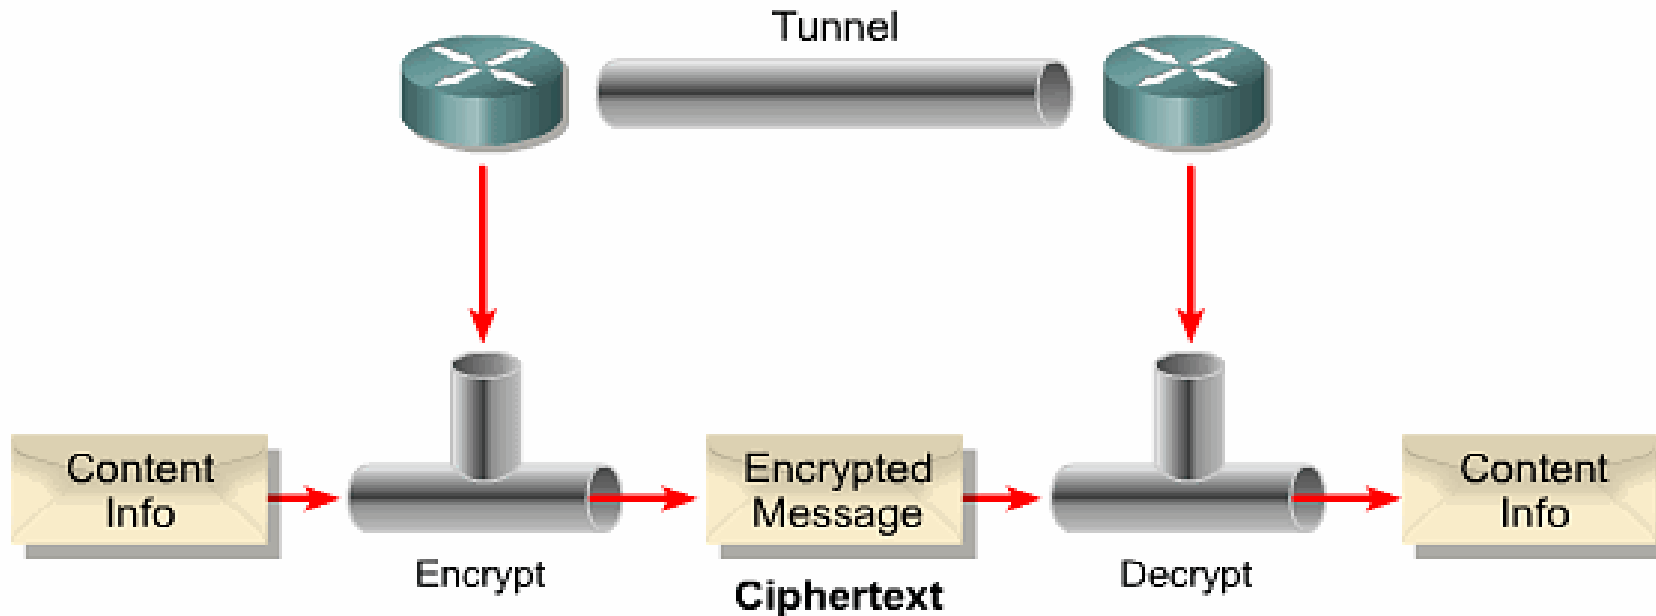 Tunnel
Content
Info
Encrypt
Encrypted
Message
Ciphertext
Decrypt
Content
Info